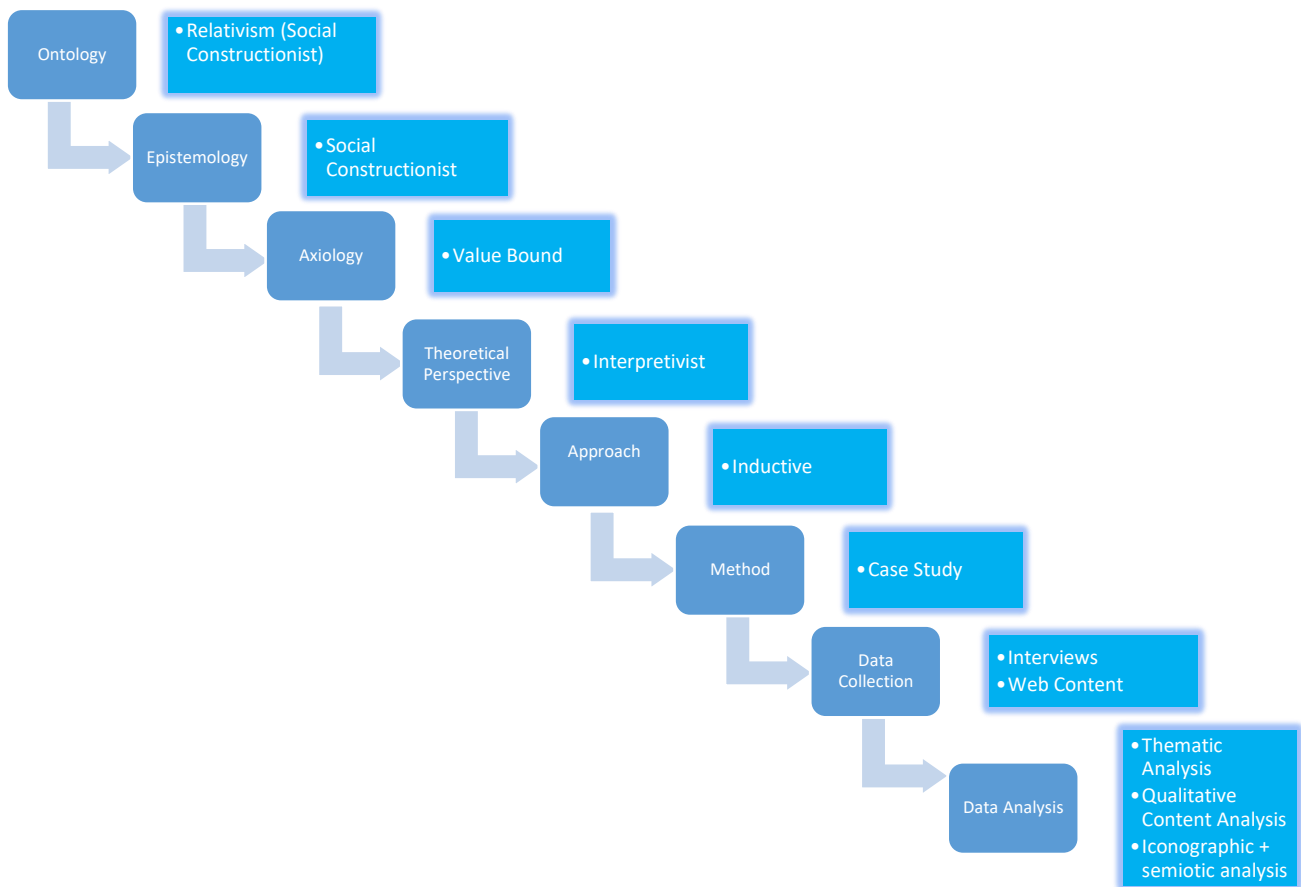 Ontology
• Relativism (Social
Constructionist)
Epistemology
• Social
Constructionist
Axiology
• Value Bound
Theoretical
Perspective
• Interpretivist
Approach
• Inductive
Method
• Case Study
Data
Collection
• Interviews
• Web Content
Data Analysis
• Thematic
Analysis
• Qualitative
Content Analysis
• Iconographic +
semiotic analysis